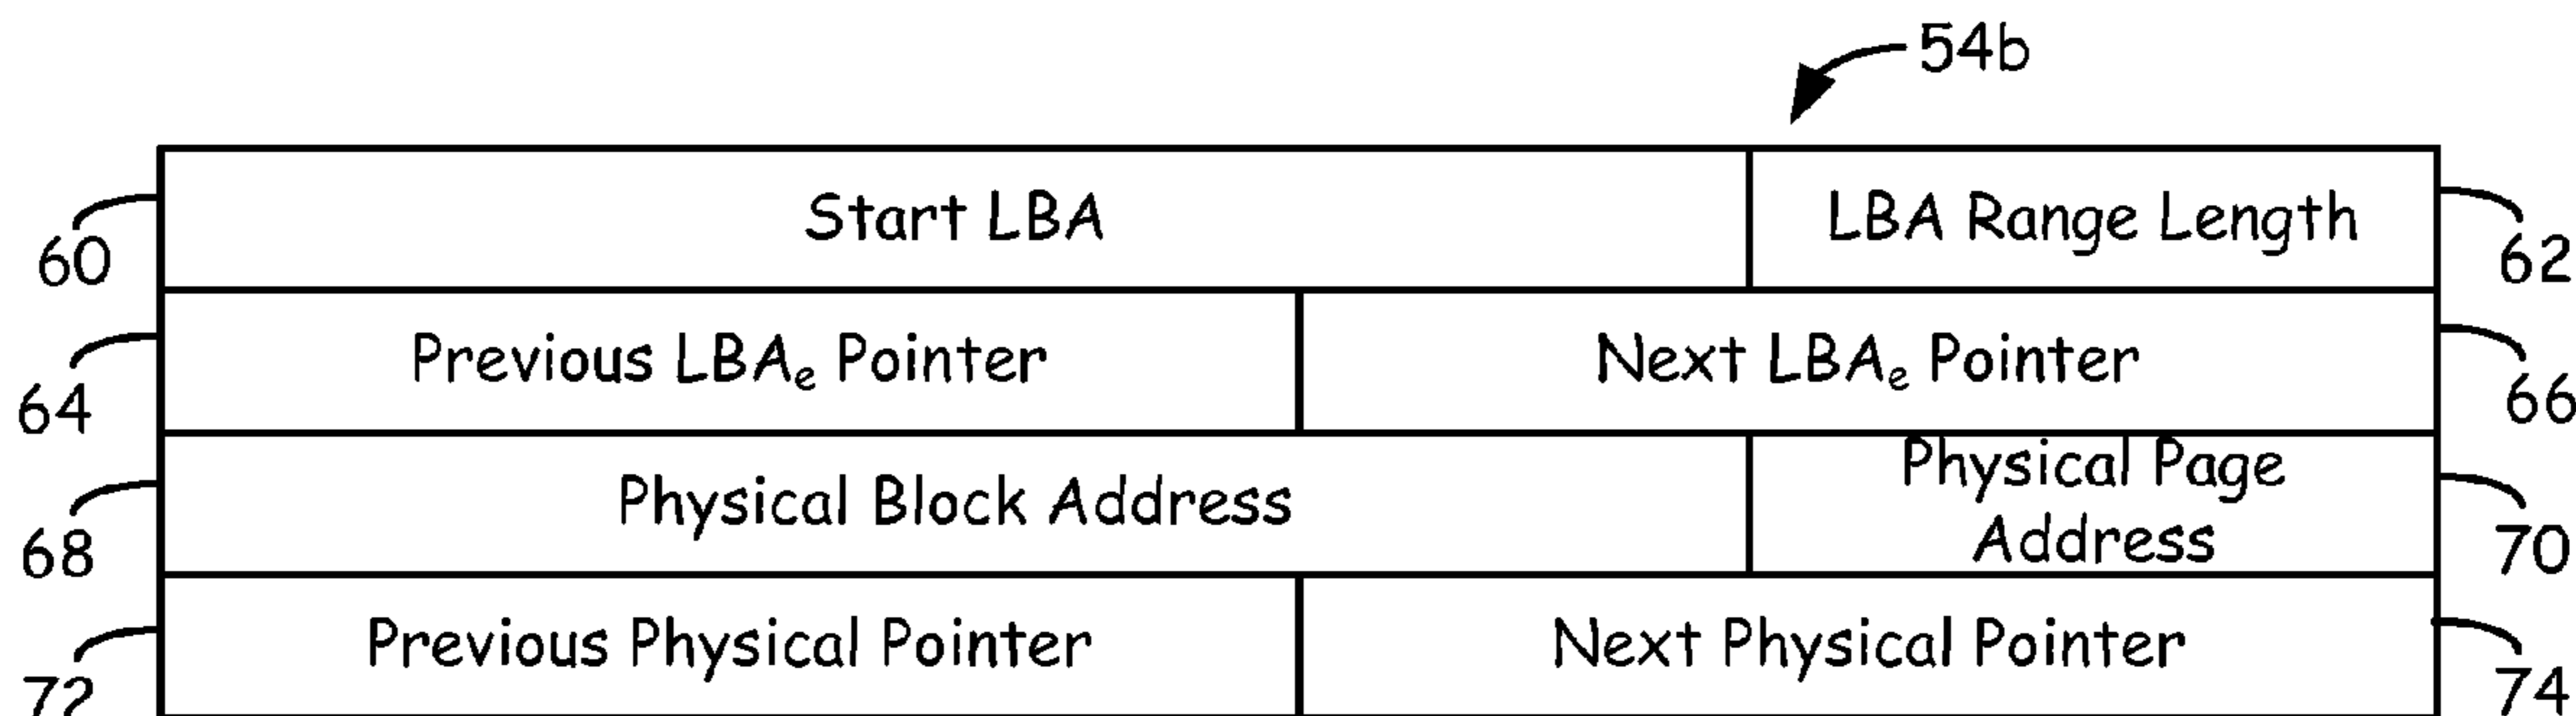 54b
Start LBA
LBA Range Length
60
62
Previous LBAₑ Pointer
Next LBAₑ Pointer
64
66
Physical Block Address
Physical Page
Address
68
70
Previous Physical Pointer
Next Physical Pointer
72
74